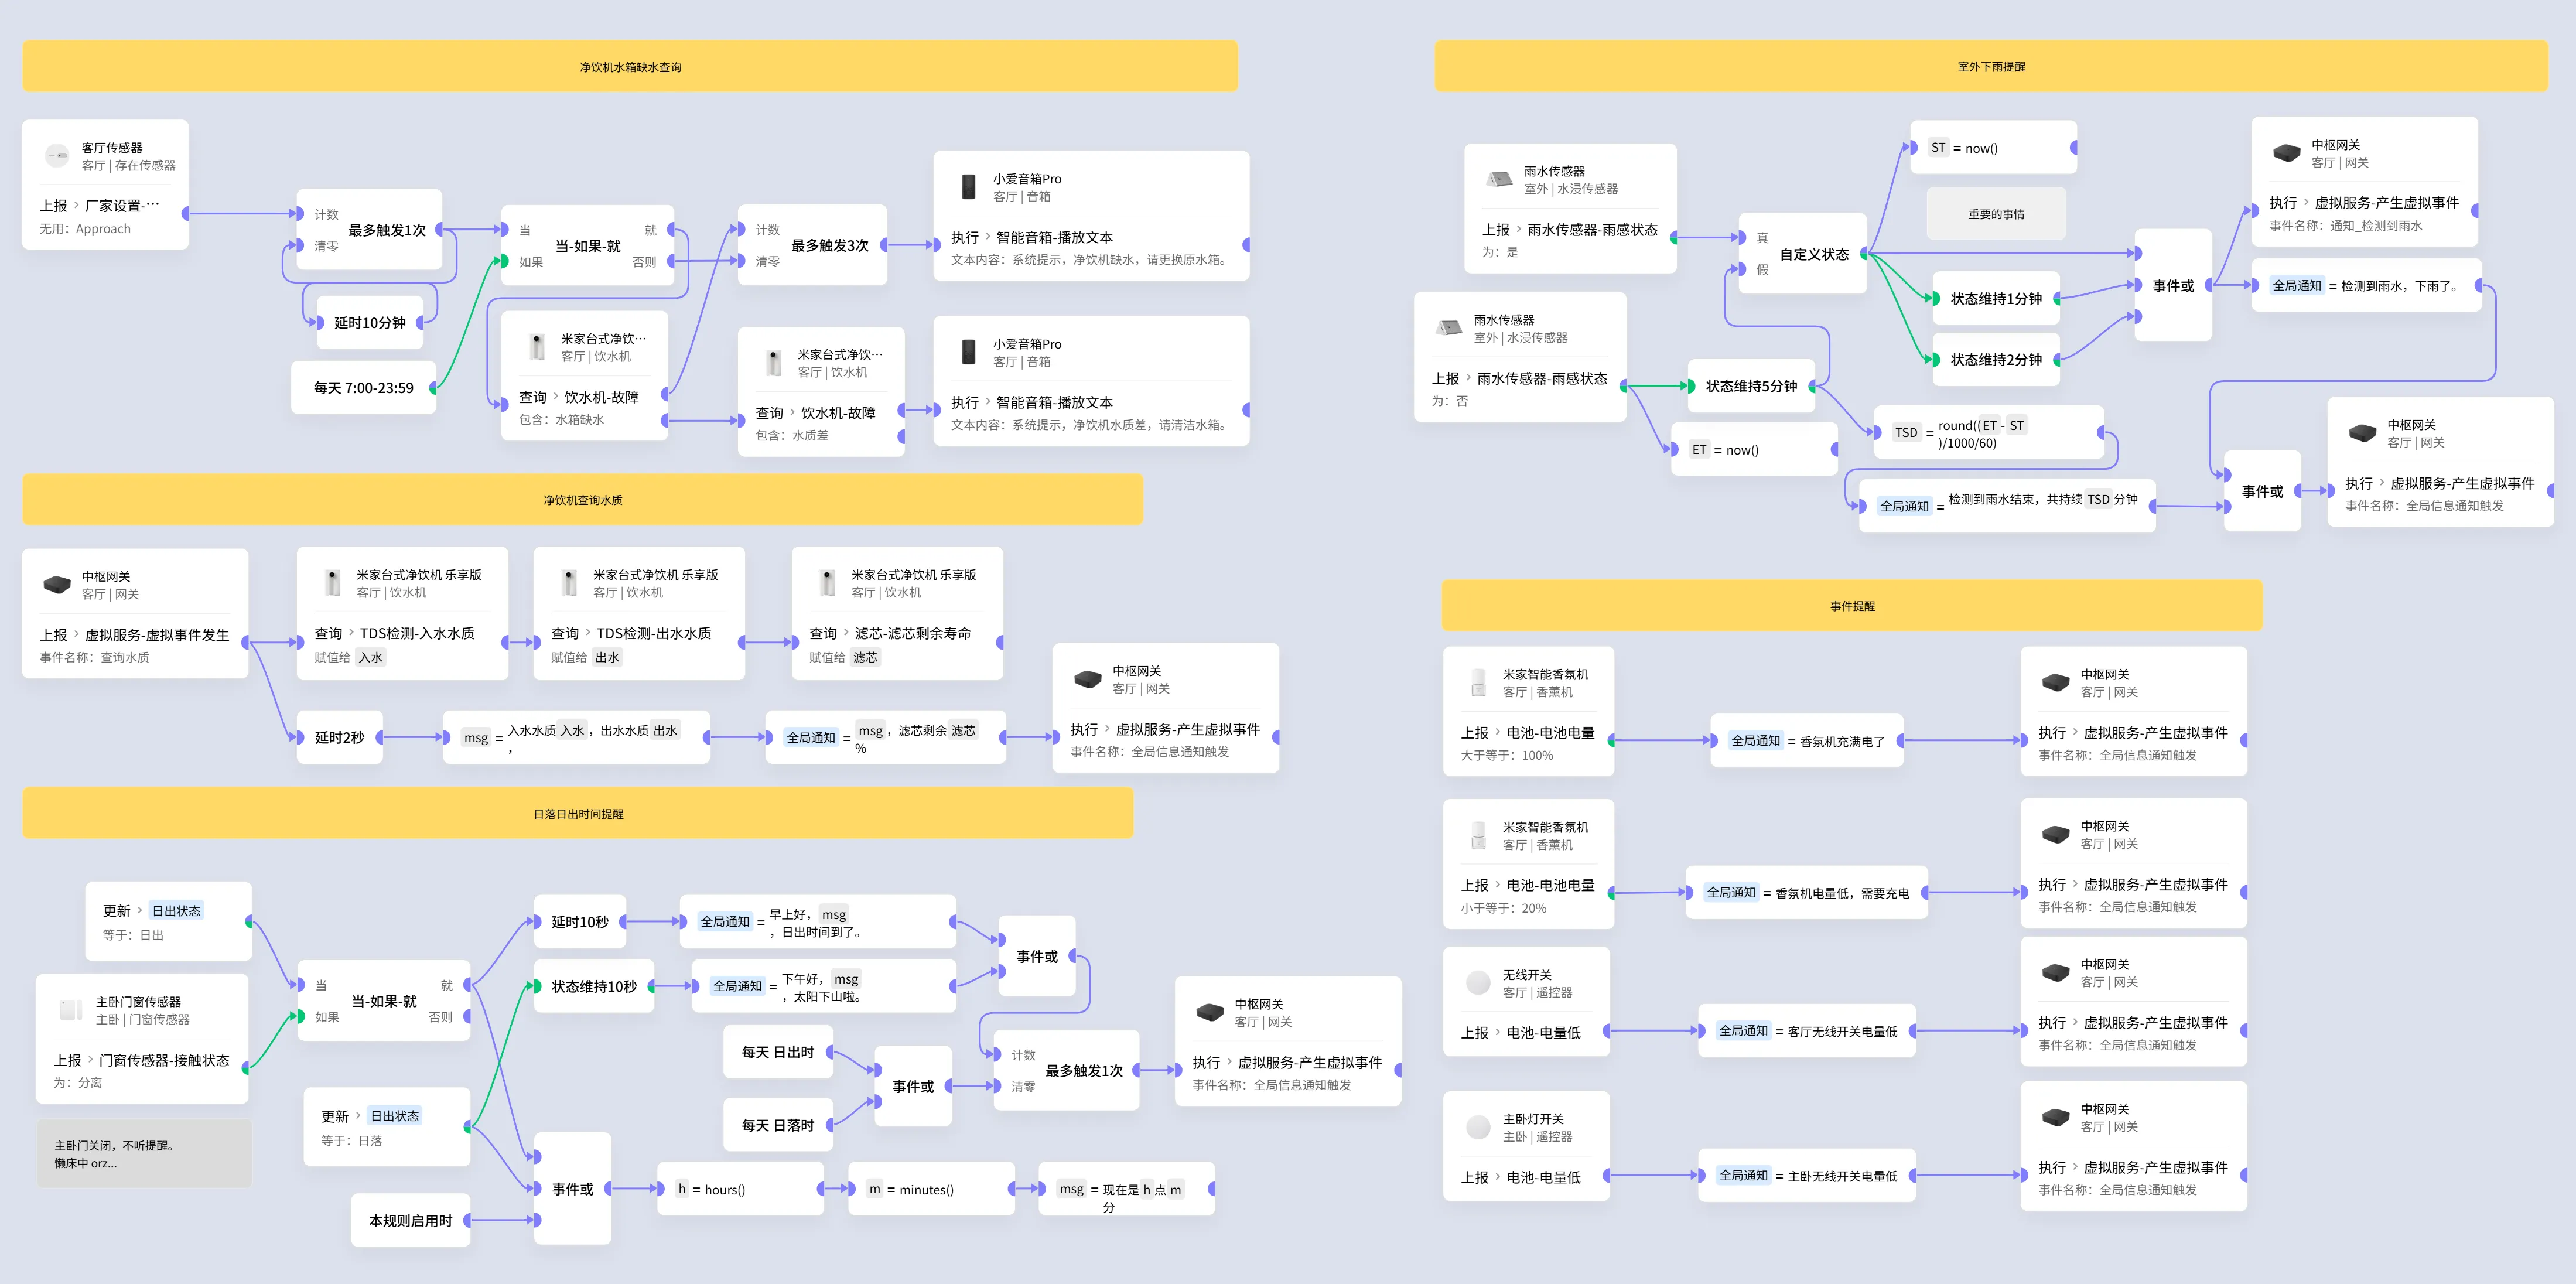 净饮机水箱缺水查询
客厅传感器
客厅 | 存在传感器
上报 › 厂家设置-···
无用：Approach
计数
清零
最多触发1次
延时10分钟
每天 7:00-23:59
当
如果
当-如果-就
就
否则
米家台式净饮···
客厅 | 饮水机
查询 › 饮水机-故障
包含：水箱缺水
计数
清零
最多触发3次
米家台式净饮···
客厅 | 饮水机
查询 › 饮水机-故障
包含：水质差
小爱音箱Pro
客厅 | 音箱
执行 › 智能音箱-播放文本
文本内容：系统提示，净饮机缺水，请更换原水箱。
小爱音箱Pro
客厅 | 音箱
执行 › 智能音箱-播放文本
文本内容：系统提示，净饮机水质差，请清洁水箱。
净饮机查询水质
中枢网关
客厅 | 网关
上报 › 虚拟服务-虚拟事件发生
事件名称：查询水质
米家台式净饮机 乐享版
客厅 | 饮水机
查询 › TDS检测-入水水质
赋值给 入水
米家台式净饮机 乐享版
客厅 | 饮水机
查询 › TDS检测-出水水质
赋值给 出水
米家台式净饮机 乐享版
客厅 | 饮水机
查询 › 滤芯-滤芯剩余寿命
赋值给 滤芯
延时2秒
msg = 入水水质 入水 ，出水水质 出水
，
全局通知 = msg ，滤芯剩余 滤芯
%
中枢网关
客厅 | 网关
执行 › 虚拟服务-产生虚拟事件
事件名称：全局信息通知触发
日落日出时间提醒
更新 › 日出状态
等于：日出
主卧门窗传感器
主卧 | 门窗传感器
上报 › 门窗传感器-接触状态
为：分离
主卧门关闭，不听提醒。
懒床中 orz...
当
如果
当-如果-就
就
否则
更新 › 日出状态
等于：日落
本规则启用时
延时10秒
全局通知 = 早上好， msg
，日出时间到了。
状态维持10秒
全局通知 = 下午好， msg
，太阳下山啦。
事件或
每天 日出时
每天 日落时
事件或
计数
清零
最多触发1次
中枢网关
客厅 | 网关
执行 › 虚拟服务-产生虚拟事件
事件名称：全局信息通知触发
事件或
h = hours()
m = minutes()
msg = 现在是 h 点 m
分
室外下雨提醒
雨水传感器
室外 | 水浸传感器
上报 › 雨水传感器-雨感状态
为：是
雨水传感器
室外 | 水浸传感器
上报 › 雨水传感器-雨感状态
为：否
真
假
自定义状态
ST = now()
重要的事情
状态维持1分钟
状态维持2分钟
事件或
中枢网关
客厅 | 网关
执行 › 虚拟服务-产生虚拟事件
事件名称：通知_检测到雨水
全局通知 = 检测到雨水，下雨了。
状态维持5分钟
ET = now()
TSD = round(( ET - ST
)/1000/60)
全局通知 = 检测到雨水结束，共持续 TSD 分钟
事件或
中枢网关
客厅 | 网关
执行 › 虚拟服务-产生虚拟事件
事件名称：全局信息通知触发
事件提醒
米家智能香氛机
客厅 | 香薰机
上报 › 电池-电池电量
大于等于：100%
全局通知 = 香氛机充满电了
中枢网关
客厅 | 网关
执行 › 虚拟服务-产生虚拟事件
事件名称：全局信息通知触发
米家智能香氛机
客厅 | 香薰机
上报 › 电池-电池电量
小于等于：20%
全局通知 = 香氛机电量低，需要充电
中枢网关
客厅 | 网关
执行 › 虚拟服务-产生虚拟事件
事件名称：全局信息通知触发
无线开关
客厅 | 遥控器
上报 › 电池-电量低
全局通知 = 客厅无线开关电量低
中枢网关
客厅 | 网关
执行 › 虚拟服务-产生虚拟事件
事件名称：全局信息通知触发
主卧灯开关
主卧 | 遥控器
上报 › 电池-电量低
全局通知 = 主卧无线开关电量低
中枢网关
客厅 | 网关
执行 › 虚拟服务-产生虚拟事件
事件名称：全局信息通知触发